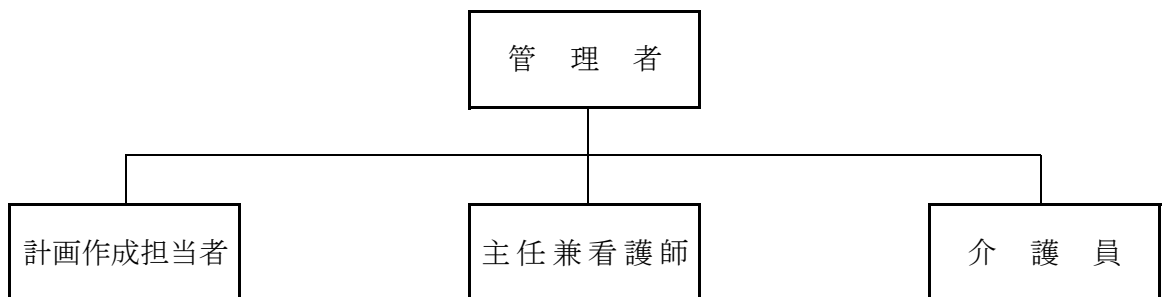 管　理　者
計画作成担当者
主任兼看護師
介　護　員